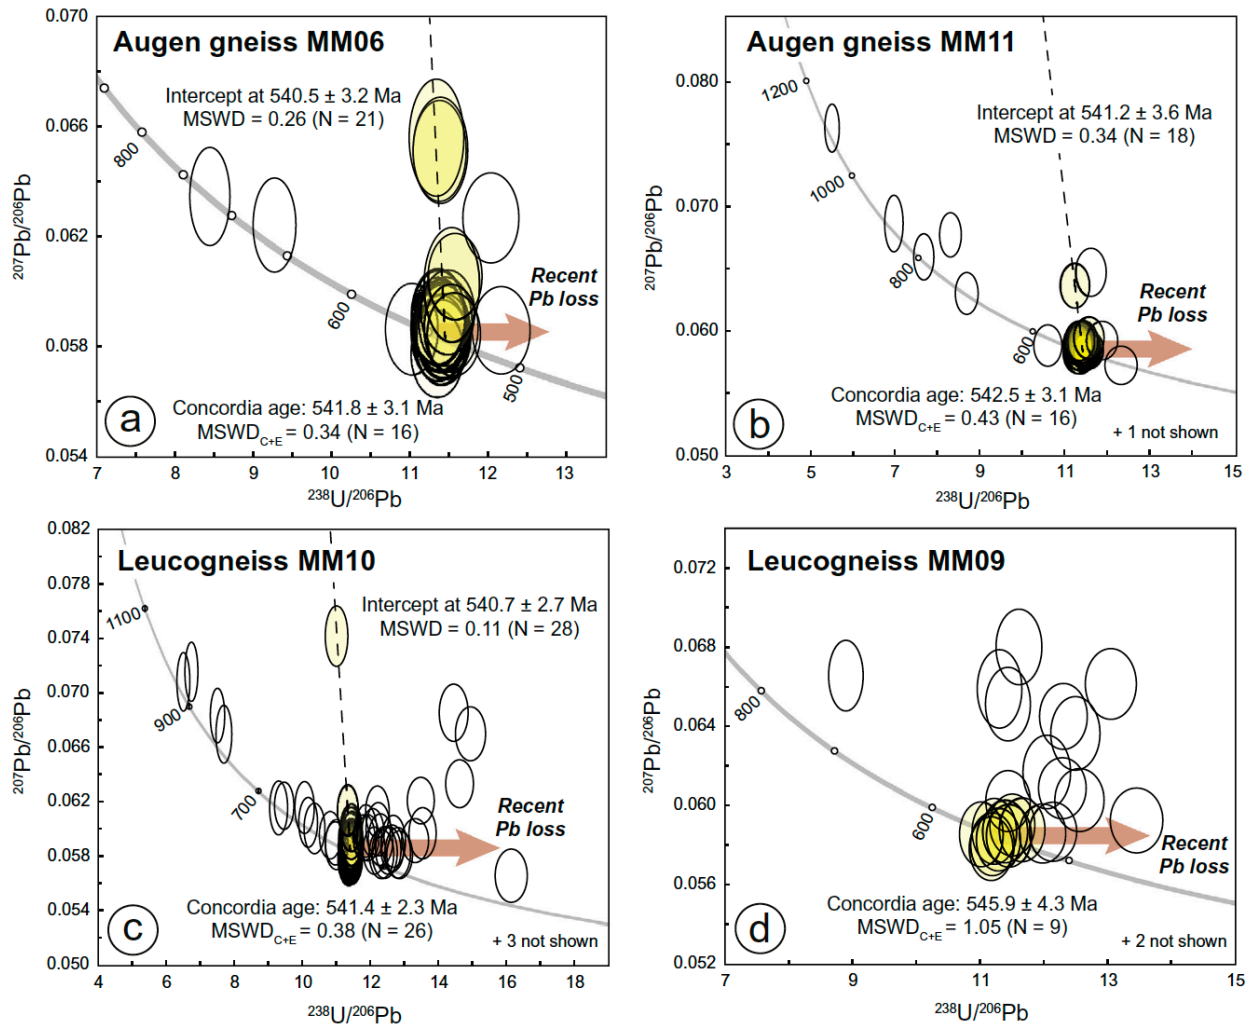 Augen gneiss MM06
Intercept at 540.5 ± 3.2 Ma
MSWD = 0.26 (N = 21)
800
600
500
Recent
Pb loss
Concordia age: 541.8 ± 3.1 Ma
MSWD_C+E = 0.34 (N = 16)
a
0.070
0.066
0.062
0.058
0.054
7 8 9 10 11 12 13
²⁰⁷Pb/²⁰⁶Pb
²³⁸U/²⁰⁶Pb
Augen gneiss MM11
Intercept at 541.2 ± 3.6 Ma
MSWD = 0.34 (N = 18)
1200
1000
800
600
Recent
Pb loss
Concordia age: 542.5 ± 3.1 Ma
MSWD_C+E = 0.43 (N = 16)
+ 1 not shown
b
0.080
0.070
0.060
0.050
3 5 7 9 11 13 15
²⁰⁷Pb/²⁰⁶Pb
²³⁸U/²⁰⁶Pb
Leucogneiss MM10
Intercept at 540.7 ± 2.7 Ma
MSWD = 0.11 (N = 28)
1100
900
700
Recent
Pb loss
Concordia age: 541.4 ± 2.3 Ma
MSWD_C+E = 0.38 (N = 26)
+ 3 not shown
c
0.082
0.078
0.074
0.070
0.066
0.062
0.058
0.054
0.050
4 6 8 10 12 14 16 18
²⁰⁷Pb/²⁰⁶Pb
²³⁸U/²⁰⁶Pb
Leucogneiss MM09
800
600
Recent
Pb loss
Concordia age: 545.9 ± 4.3 Ma
MSWD_C+E = 1.05 (N = 9)
+ 2 not shown
d
0.072
0.068
0.064
0.060
0.056
0.052
7 9 11 13 15
²⁰⁷Pb/²⁰⁶Pb
²³⁸U/²⁰⁶Pb